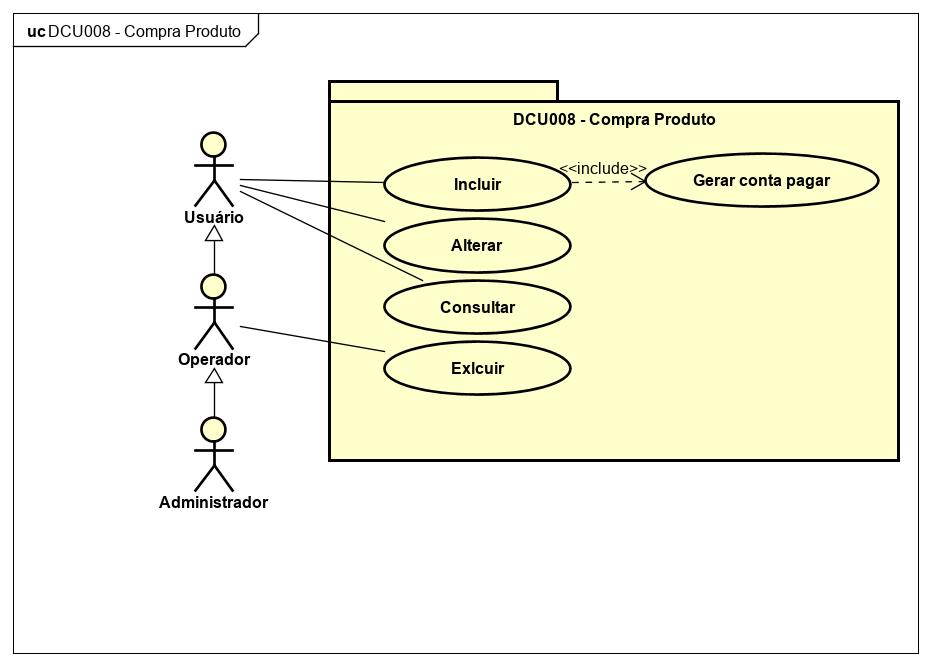 uc DCU008 - Compra Produto
DCU008 - Compra Produto
<<include>>
Incluir
Gerar conta pagar
Usuário
Alterar
Consultar
Operador
Exlcuir
Administrador